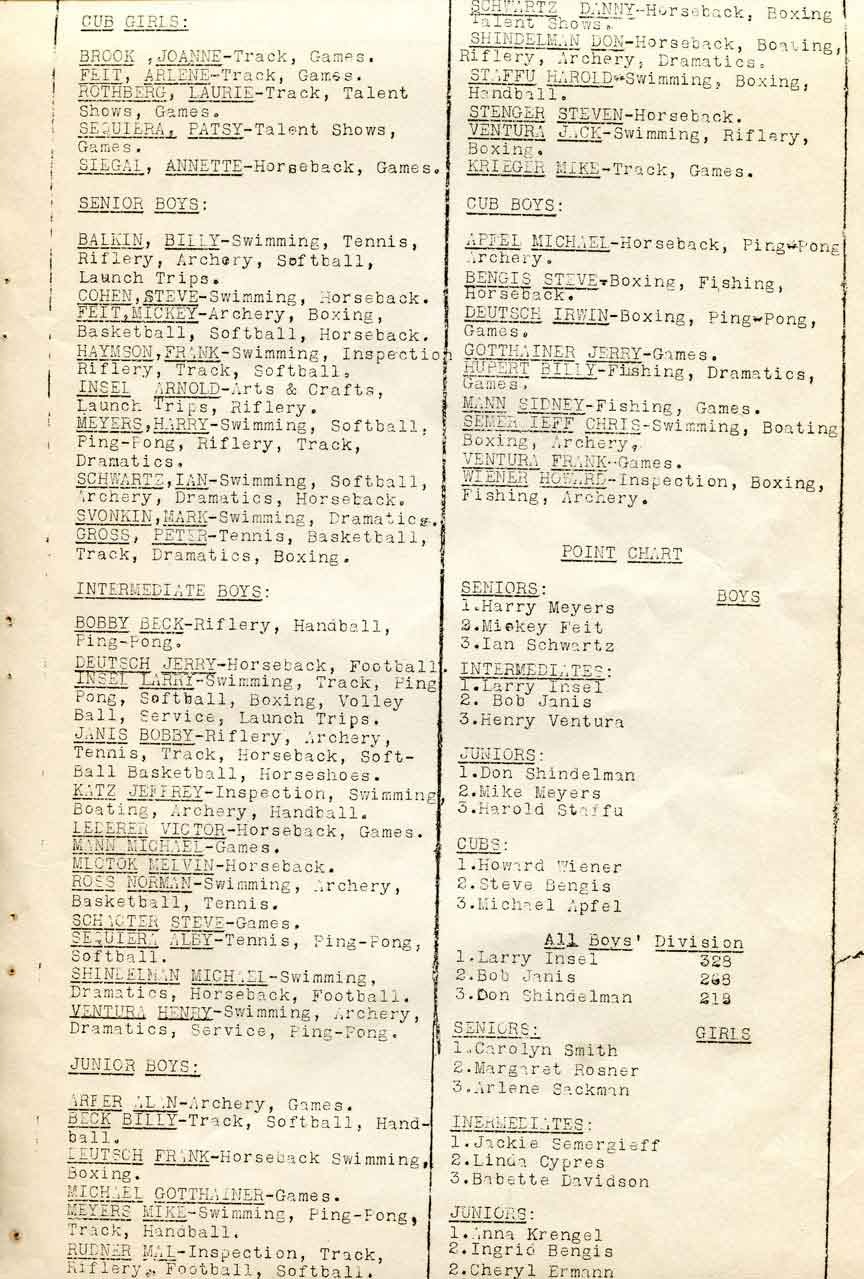 CUB GIRLS:
BROOK ,JOANNE-Track, Games.
FEIT, ARLENE-Track, Games.
ROTHBERG, LAURIE-Track, Talent
Shows, Games.
SEQUIERA, PATSY-Talent Shows,
Games.
SIEGAL, ANNETTE-Horseback, Games.
SENIOR BOYS:
BALKIN, BILLY-Swimming, Tennis,
Riflery, Archery, Softball,
Launch Trips.
COHEN,STEVE-Swimming, Horseback.
FEIT,MICKEY-Archery, Boxing,
Basketball, Softball, Horseback.
HAYMSON,FRANK-Swimming, Inspection
Riflery, Track, Softball.
INSEL ARNOLD-Arts & Crafts,
Launch Trips, Riflery.
MEYERS,HARRY-Swimming, Softball,
Ping-Pong, Riflery, Track,
Dramatics.
SCHWARTZ,IAN-Swimming, Softball,
Archery, Dramatics, Horseback.
SVONKIN,MARK-Swimming, Dramatics.
GROSS, PETER-Tennis, Basketball,
Track, Dramatics, Boxing.
INTERMEDIATE BOYS:
BOBBY BECK-Riflery, Handball,
Ping-Pong.
DEUTSCH JERRY-Horseback, Football.
INSEL LARRY-Swimming, Track, Ping
Pong, Softball, Boxing, Volley
Ball, Service, Launch Trips.
JANIS BOBBY-Riflery, Archery,
Tennis, Track, Horseback, Soft-
Ball Basketball, Horseshoes.
KATZ JEFFREY-Inspection, Swimming,
Boating, Archery, Handball.
LEDERER VICTOR-Horseback, Games.
MANN MICHAEL-Games.
MLOTOK MELVIN-Horseback.
ROSS NORMAN-Swimming, Archery,
Basketball, Tennis.
SCHACTER STEVE-Games.
SEQUIERA ALBY-Tennis, Ping-Pong,
Softball.
SHINDELMAN MICHAEL-Swimming,
Dramatics, Horseback, Football.
VENTURA HENRY-Swimming, Archery,
Dramatics, Service, Ping-Pong.
JUNIOR BOYS:
ARFER ALAN-Archery, Games.
BECK BILLY-Track, Softball, Hand-
ball.
DEUTSCH FRANK-Horseback Swimming,
Boxing.
MICHAEL GOTTHAINER-Games.
MEYERS MIKE-Swimming, Ping-Pong,
Track, Handball.
RUDNER MAL-Inspection, Track,
Riflery, Football, Softball.
SCHWARTZ DANNY-Horseback, Boxing
Talent Shows.
SHINDELMAN DON-Horseback, Boating,
Riflery, Archery, Dramatics.
STAFFU HAROLD-Swimming, Boxing,
Handball.
STENGER STEVEN-Horseback.
VENTURA JACK-Swimming, Riflery,
Boxing.
KRIEGER MIKE-Track, Games.
CUB BOYS:
APFEL MICHAEL-Horseback, Ping-Pong
Archery.
BENGIS STEVE-Boxing, Fishing,
Horseback.
DEUTSCH IRWIN-Boxing, Ping-Pong,
Games.
GOTTHAINER JERRY-Games.
RUPERT BILLY-Fishing, Dramatics,
Games.
MANN SIDNEY-Fishing, Games.
SEMER JEFF CHRIS-Swimming, Boating
Boxing, Archery.
VENTURA FRANK-Games.
WIENER HOWARD-Inspection, Boxing,
Fishing, Archery.
POINT CHART
SENIORS: BOYS
1.Harry Meyers
2.Mickey Feit
3.Ian Schwartz
INTERMEDIATES:
1.Larry Insel
2. Bob Janis
3.Henry Ventura
JUNIORS:
1.Don Shindelman
2.Mike Meyers
3.Harold Staffu
CUBS:
1.Howard Wiener
2.Steve Bengis
3.Michael Apfel
All Boys' Division
1.Larry Insel 328
2.Bob Janis 268
3.Don Shindelman 218
SENIORS: GIRLS
1.Carolyn Smith
2.Margaret Rosner
3.Arlene Sackman
INERMEDIATES:
1.Jackie Semergieff
2.Linda Cypres
3.Babette Davidson
JUNIORS:
1.Anna Krengel
2.Ingrid Bengis
2.Cheryl Ermann